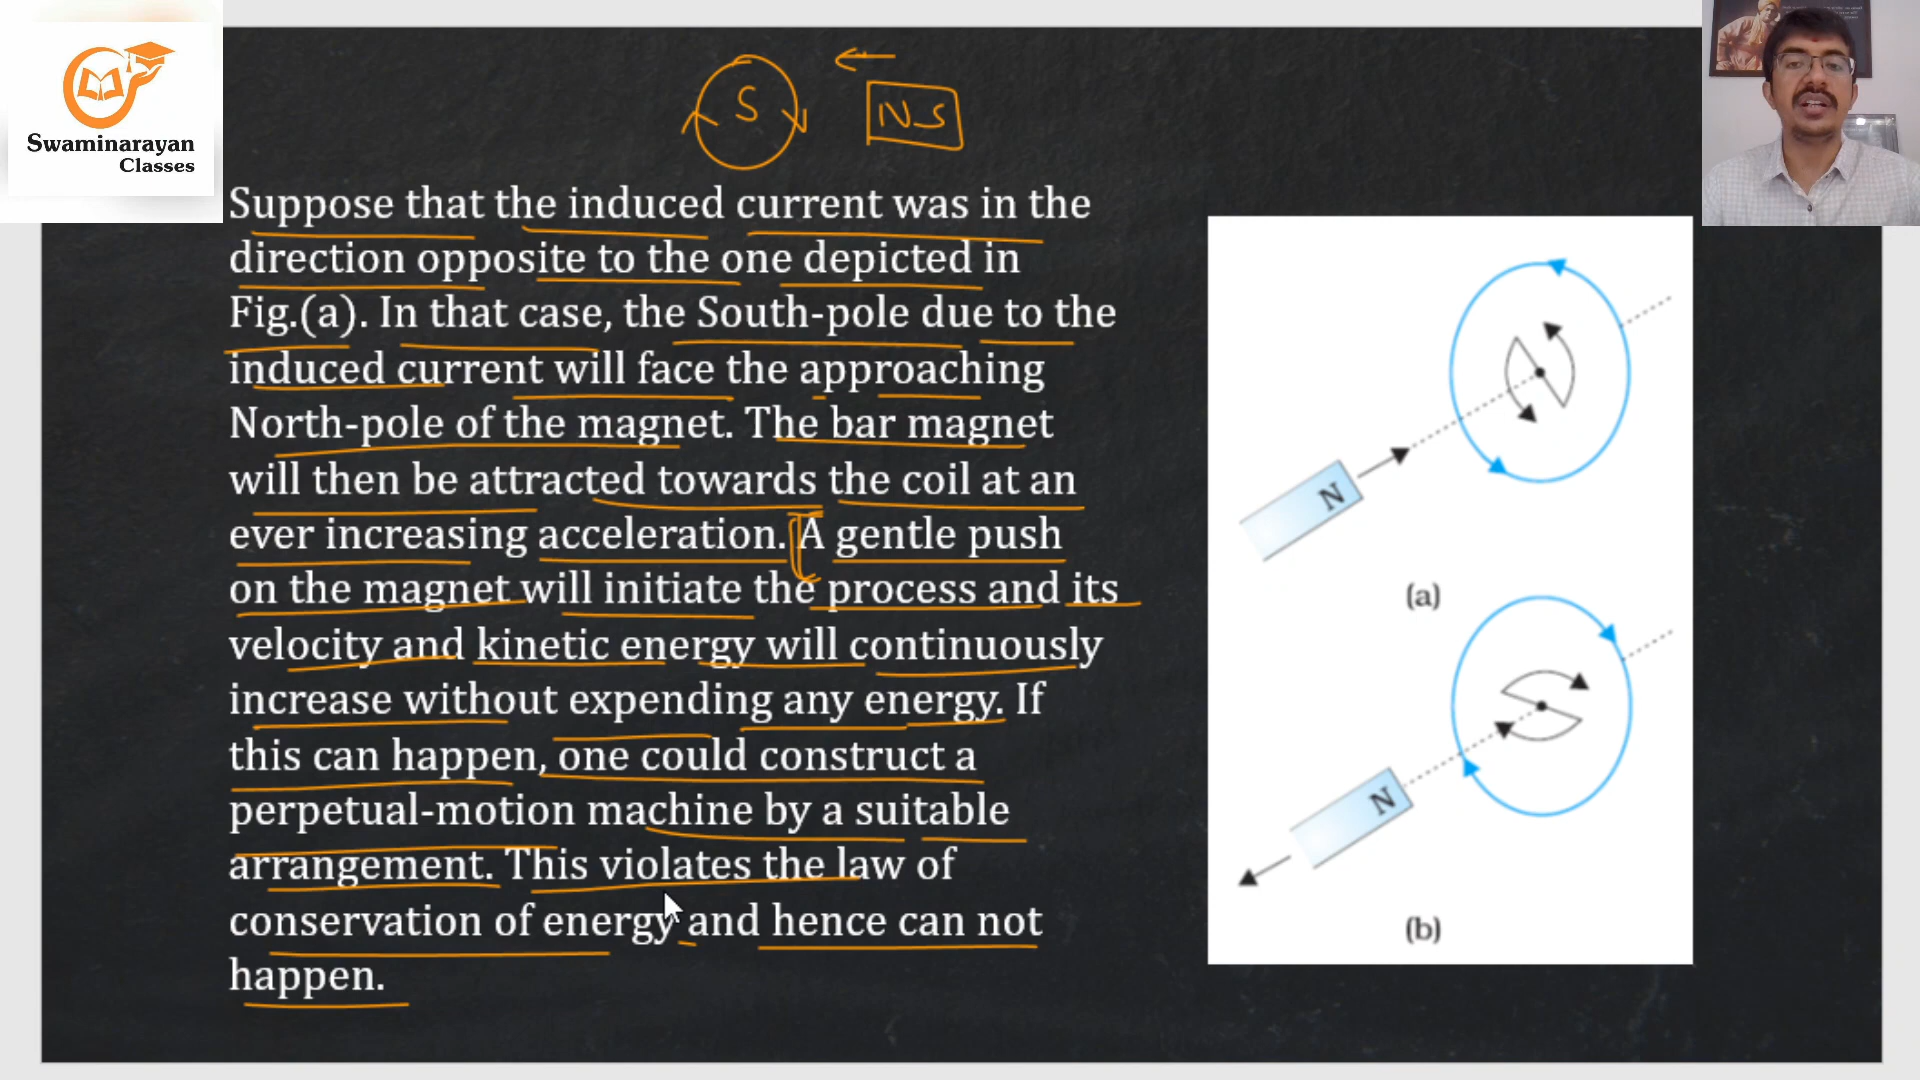 Swaminarayan
Classes
S
N S
Suppose that the induced current was in the
direction opposite to the one depicted in
Fig.(a). In that case, the South-pole due to the
induced current will face the approaching
North-pole of the magnet. The bar magnet
will then be attracted towards the coil at an
ever increasing acceleration. A gentle push
on the magnet will initiate the process and its
velocity and kinetic energy will continuously
increase without expending any energy. If
this can happen, one could construct a
perpetual-motion machine by a suitable
arrangement. This violates the law of
conservation of energy and hence can not
happen.
N
(a)
N
(b)